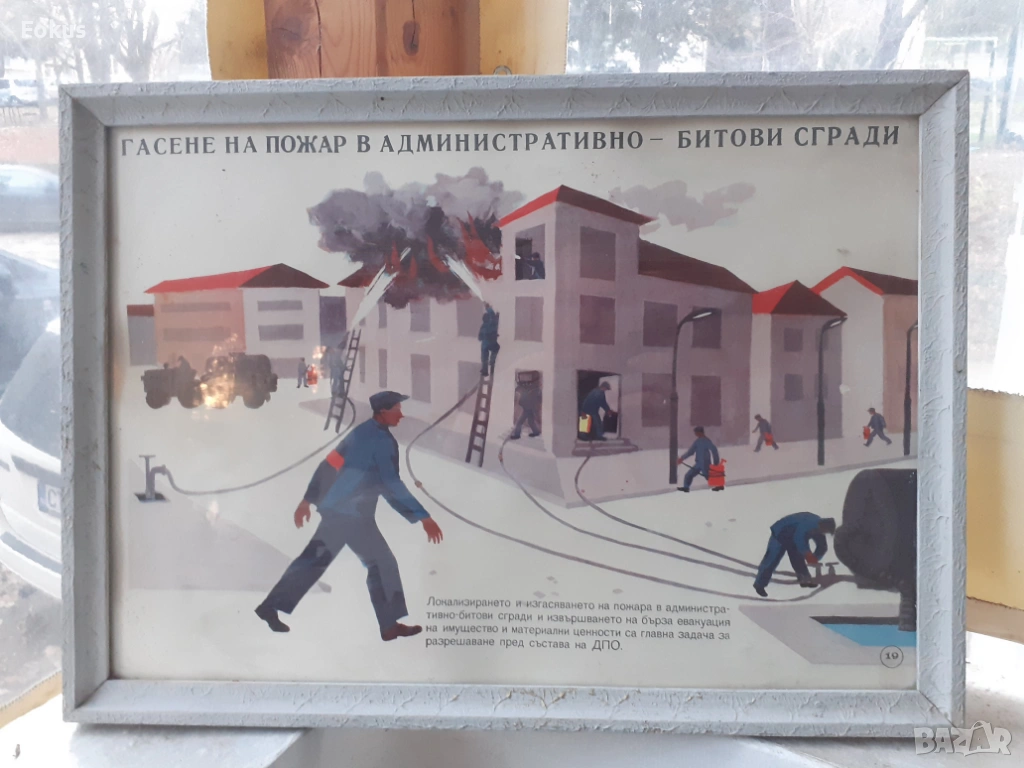 Eokus
ГАСЕНЕ НА ПОЖАР В АДМИНИСТРАТИВНО – БИТОВИ СГРАДИ
Лонализирането и изгасяването на пожара в администра-
тивно-битови сгради и извършването на бърза евакуация
на имущество и материални ценности са главна задача за
разрешаване пред състава на ДПО.
19
BAZAR